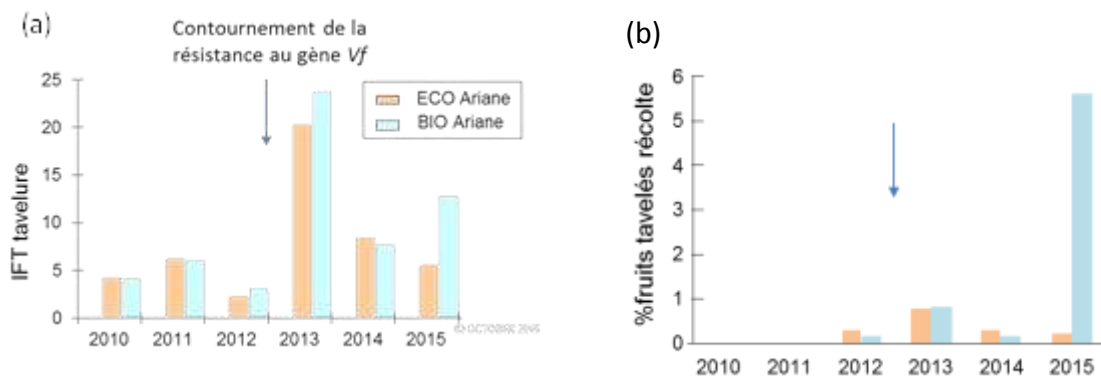 (a)
Contournement de la
résistance au gène Vf
25
20
15
10
5
0
IFT tavelure
ECO Ariane
BIO Ariane
2010 2011 2012 2013 2014 2015
(b)
6
5
4
3
2
1
0
%fruits tavelés récolte
2010 2011 2012 2013 2014 2015